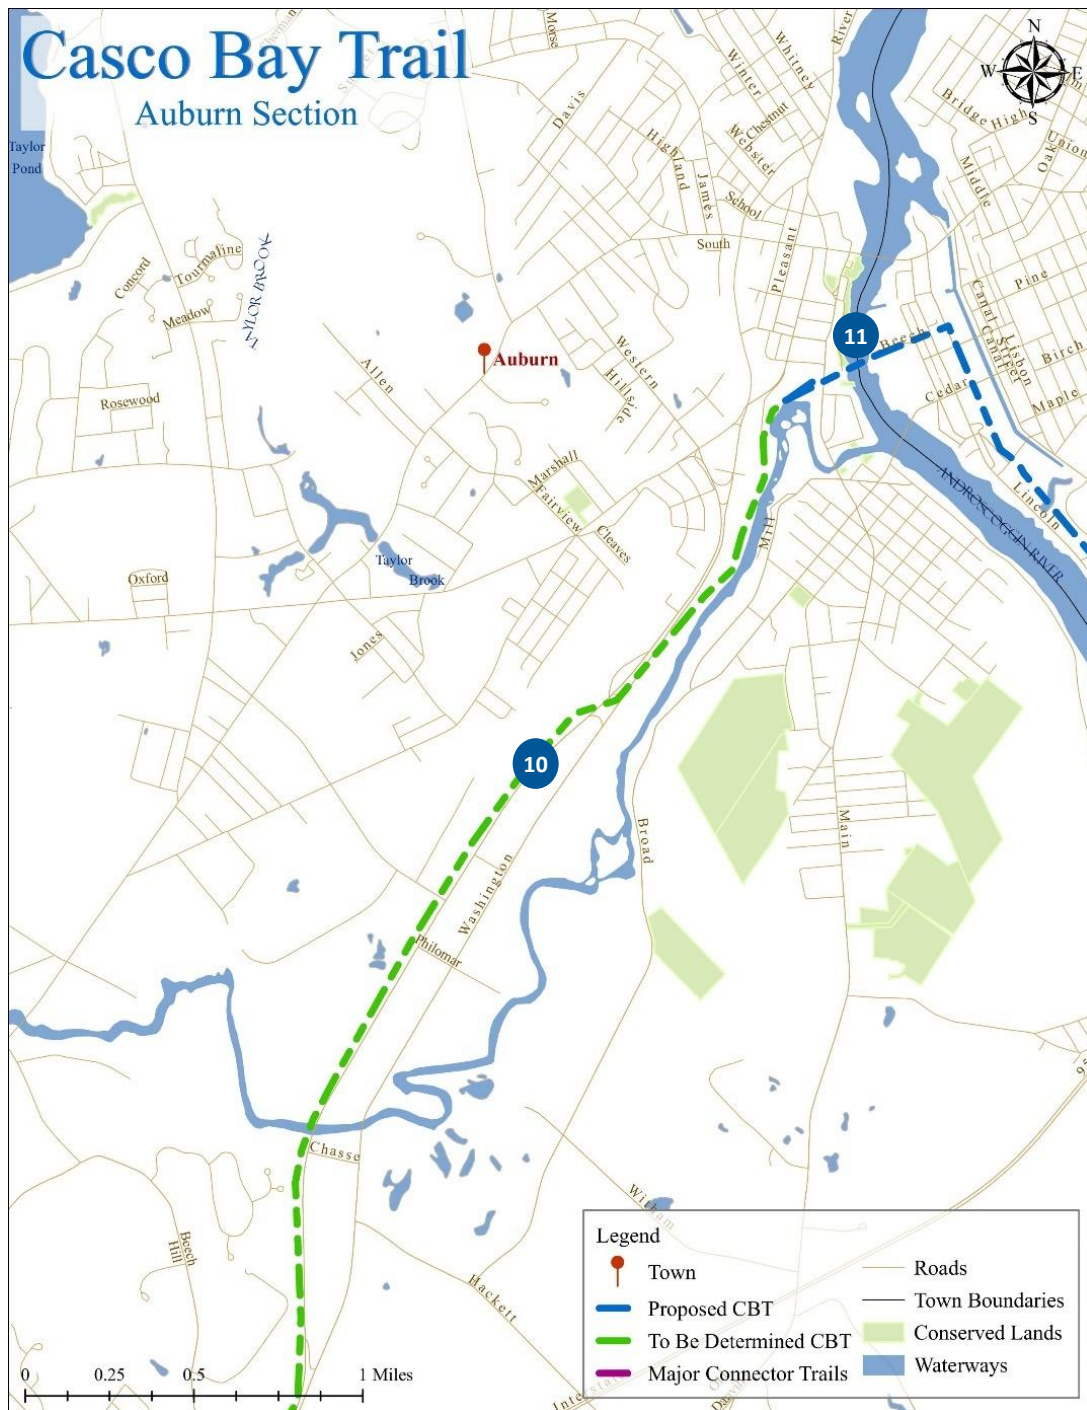 Casco Bay Trail
Auburn Section
N
W
E
S
Taylor
Pond
Morse
Davis
Highland
James
School
South
Winter
Whitney
Chestnut
Webster
River
Pleasant
Bridge
High
Middle
Oak
Union
Pine
Canal
Canal
Street
Lisbon
Birch
Maple
Beech
Cedar
Lincoln
ANDROSCOGGIN RIVER
11
Concord
Tourmaline
Meadow
TAYLOR BROOK
Rosewood
Allen
Auburn
Western
Hillside
Marshall
Fairview
Cleaves
Mill
Taylor
Brook
Oxford
Jones
10
Washington
Broad
Main
Philomar
Chasse
Beech
Hill
Hackett
Witham
95
Legend
Town
Proposed CBT
To Be Determined CBT
Major Connector Trails
Roads
Town Boundaries
Conserved Lands
Waterways
0 0.25 0.5 1 Miles